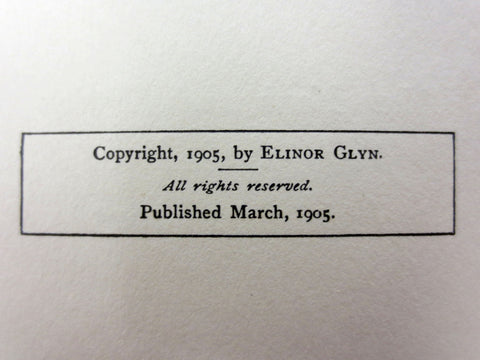 Copyright, 1905, by ELINOR GLYN.
All rights reserved.
Published March, 1905.